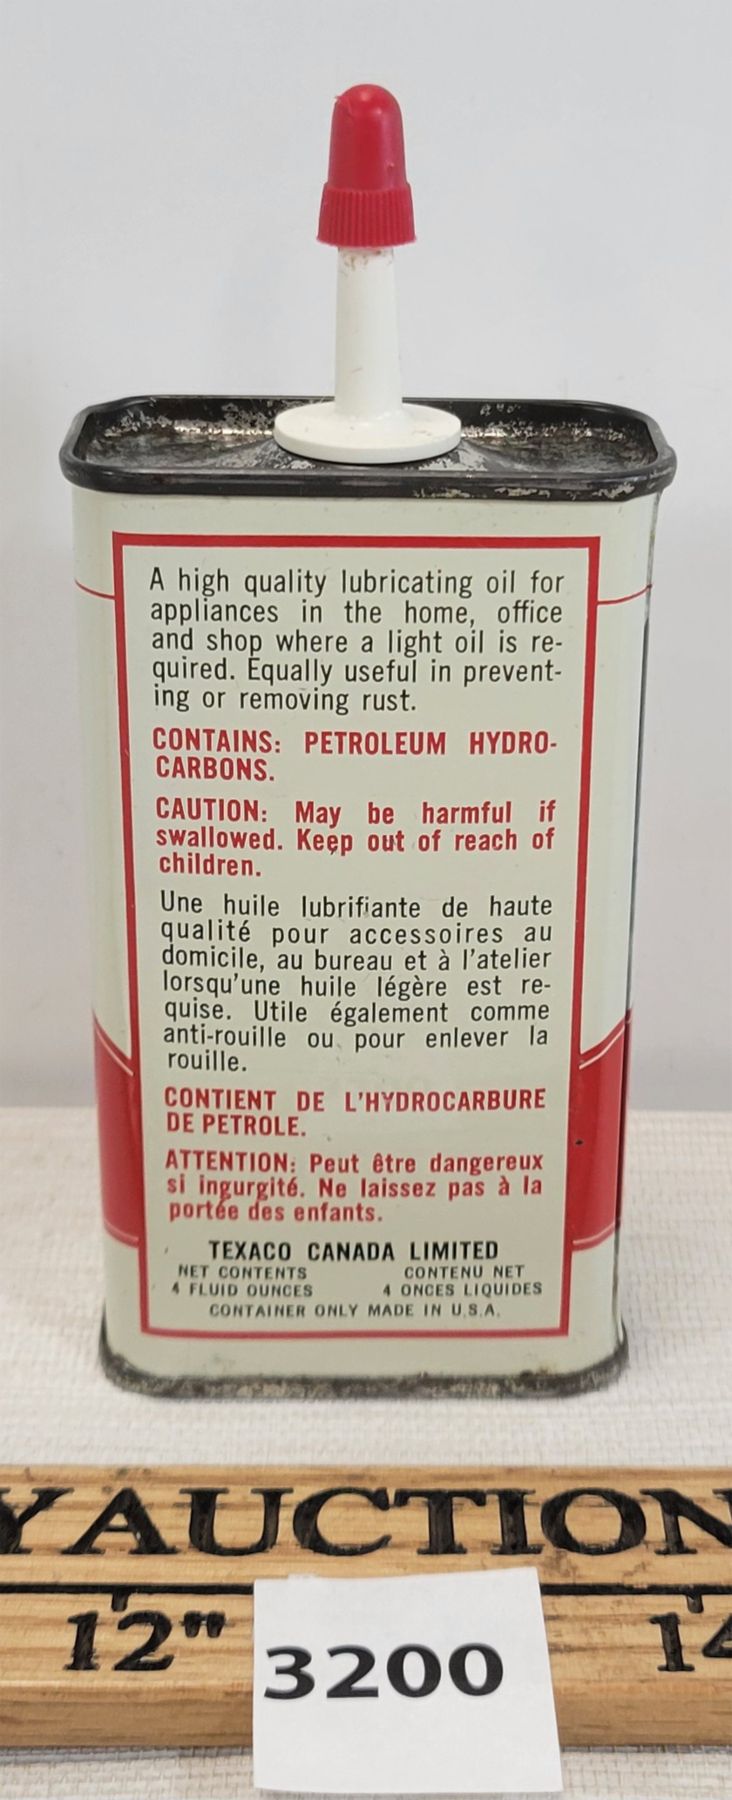 A high quality lubricating oil for
appliances in the home, office
and shop where a light oil is re-
quired. Equally useful in prevent-
ing or removing rust.
CONTAINS: PETROLEUM HYDRO-
CARBONS.
CAUTION: May be harmful if
swallowed. Keep out of reach of
children.
Une huile lubrifiante de haute
qualité pour accessoires au
domicile, au bureau et à l'atelier
lorsqu'une huile légère est re-
quise. Utile également comme
anti-rouille ou pour enlever la
rouille.
CONTIENT DE L'HYDROCARBURE
DE PETROLE.
ATTENTION: Peut être dangereux
si ingurgité. Ne laissez pas à la
portée des enfants.
TEXACO CANADA LIMITED
NET CONTENTS CONTENU NET
4 FLUID OUNCES 4 ONCES LIQUIDES
CONTAINER ONLY MADE IN U.S.A.
Y AUCTION
12" 14
3200